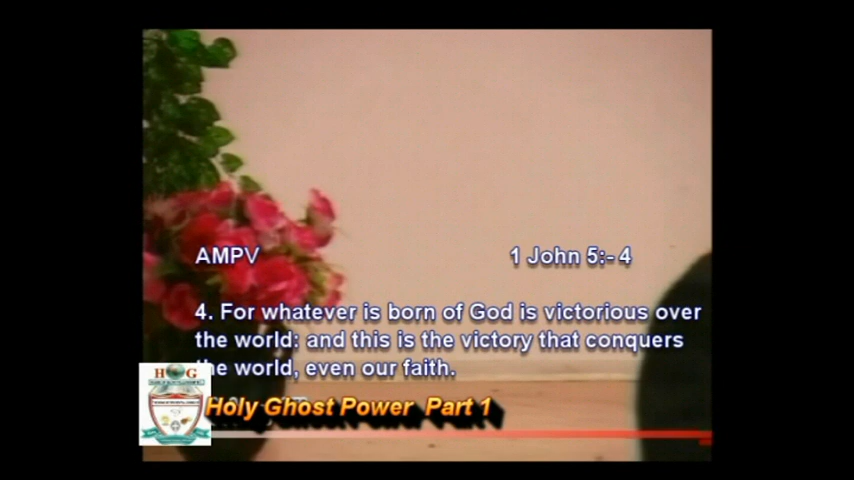 AMPV 1 John 5:- 4
4. For whatever is born of God is victorious over
the world: and this is the victory that conquers
the world, even our faith.
H G
Holy Ghost Power Part 1